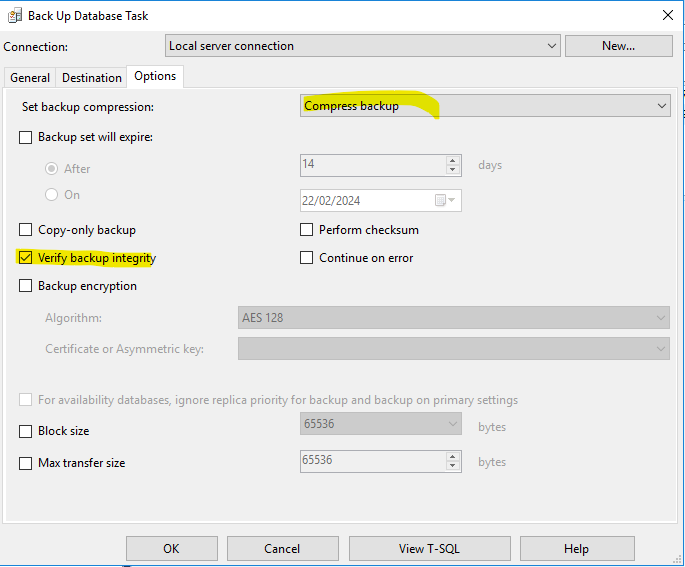 Back Up Database Task
Connection: Local server connection New...
General Destination Options
Set backup compression: Compress backup
Backup set will expire:
After 14 days
On 22/02/2024
Copy-only backup Perform checksum
Verify backup integrity Continue on error
Backup encryption
Algorithm: AES 128
Certificate or Asymmetric key:
For availability databases, ignore replica priority for backup and backup on primary settings
Block size 65536 bytes
Max transfer size 65536 bytes
OK Cancel View T-SQL Help